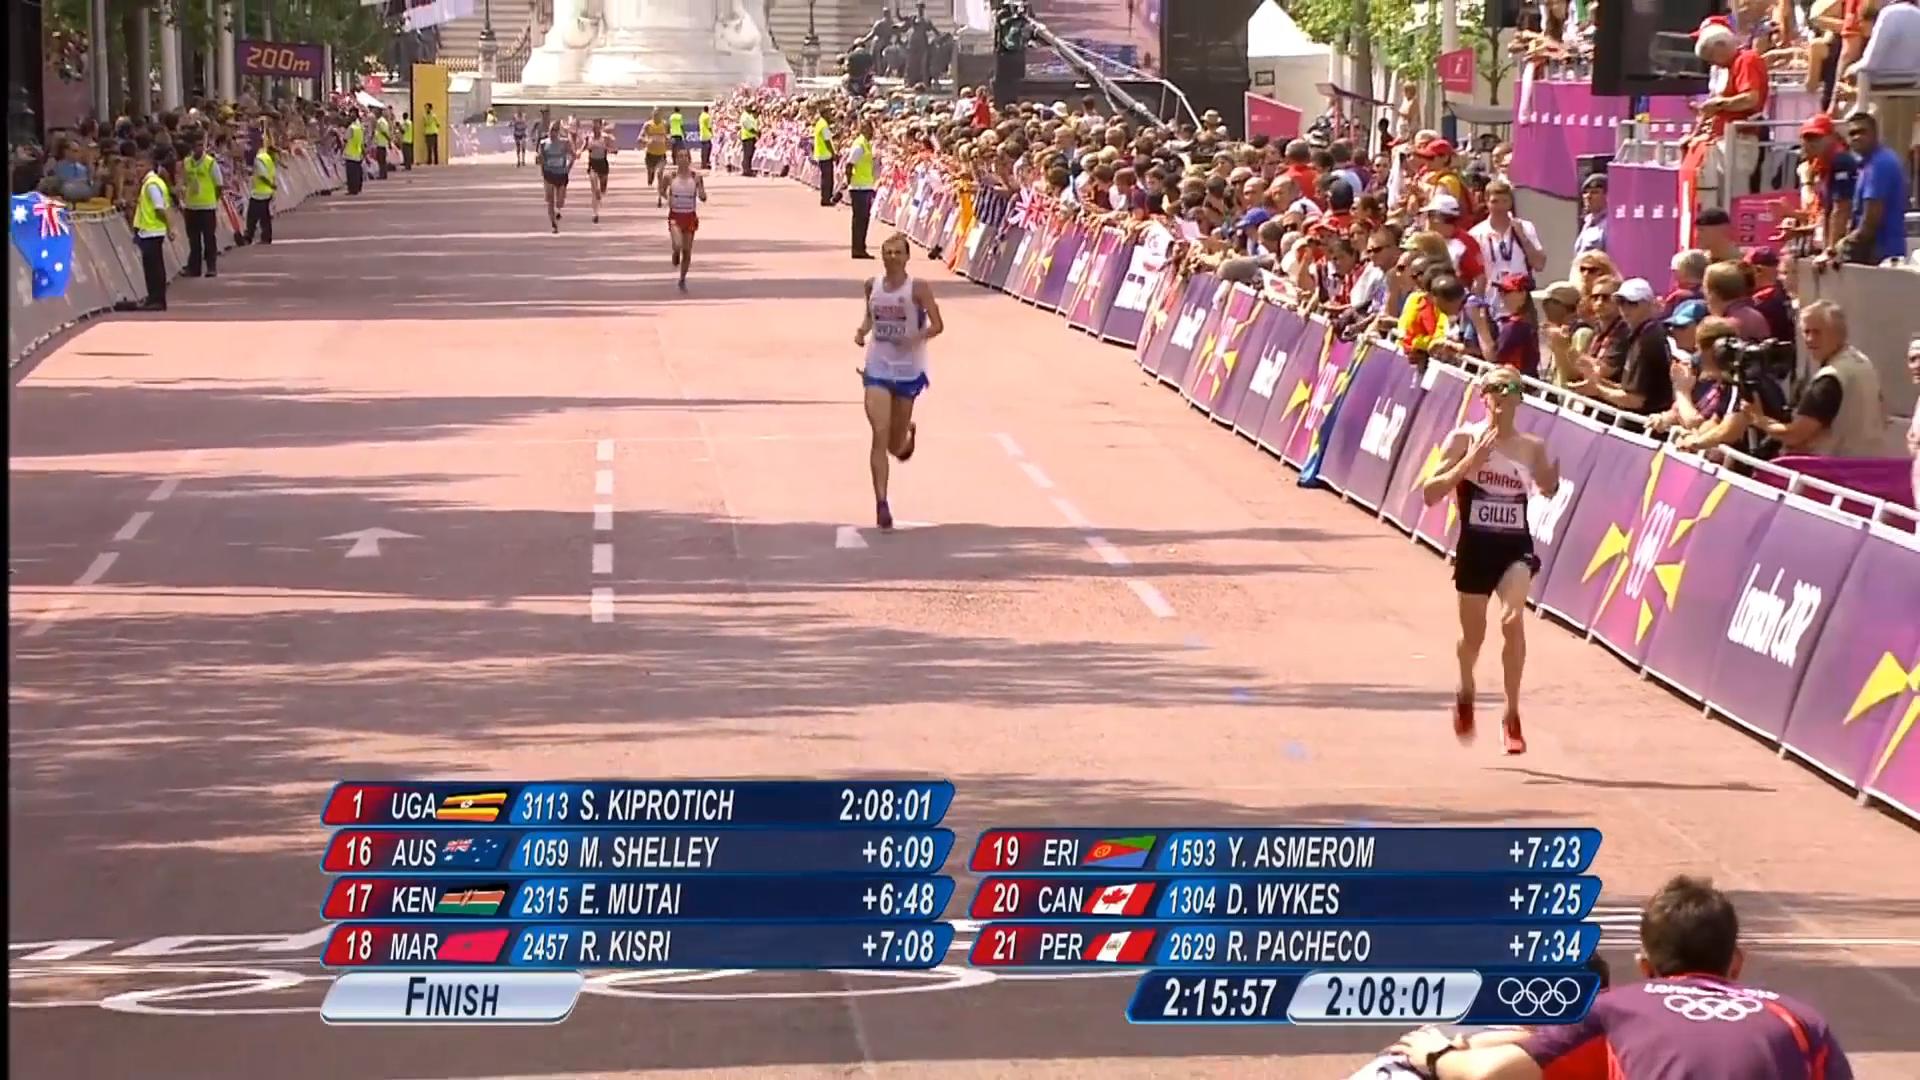 200m
CANADA
GILLIS
London 2012
1 UGA 3113 S. KIPROTICH 2:08:01
16 AUS 1059 M. SHELLEY +6:09
17 KEN 2315 E. MUTAI +6:48
18 MAR 2457 R. KISRI +7:08
19 ERI 1593 Y. ASMEROM +7:23
20 CAN 1304 D. WYKES +7:25
21 PER 2629 R. PACHECO +7:34
FINISH
2:15:57 2:08:01